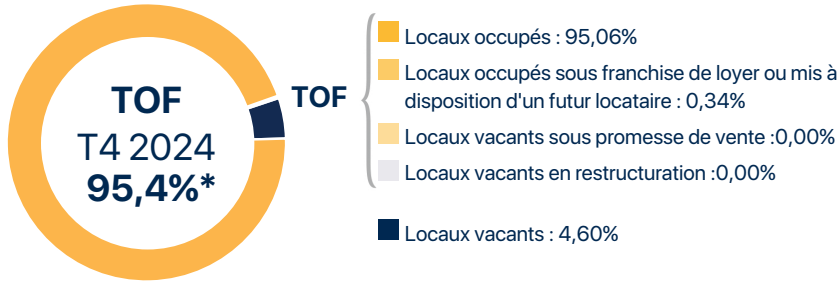 TOF
T4 2024
95,4%*
TOF
Locaux occupés : 95,06%
Locaux occupés sous franchise de loyer ou mis à
disposition d'un futur locataire : 0,34%
Locaux vacants sous promesse de vente :0,00%
Locaux vacants en restructuration :0,00%
Locaux vacants : 4,60%